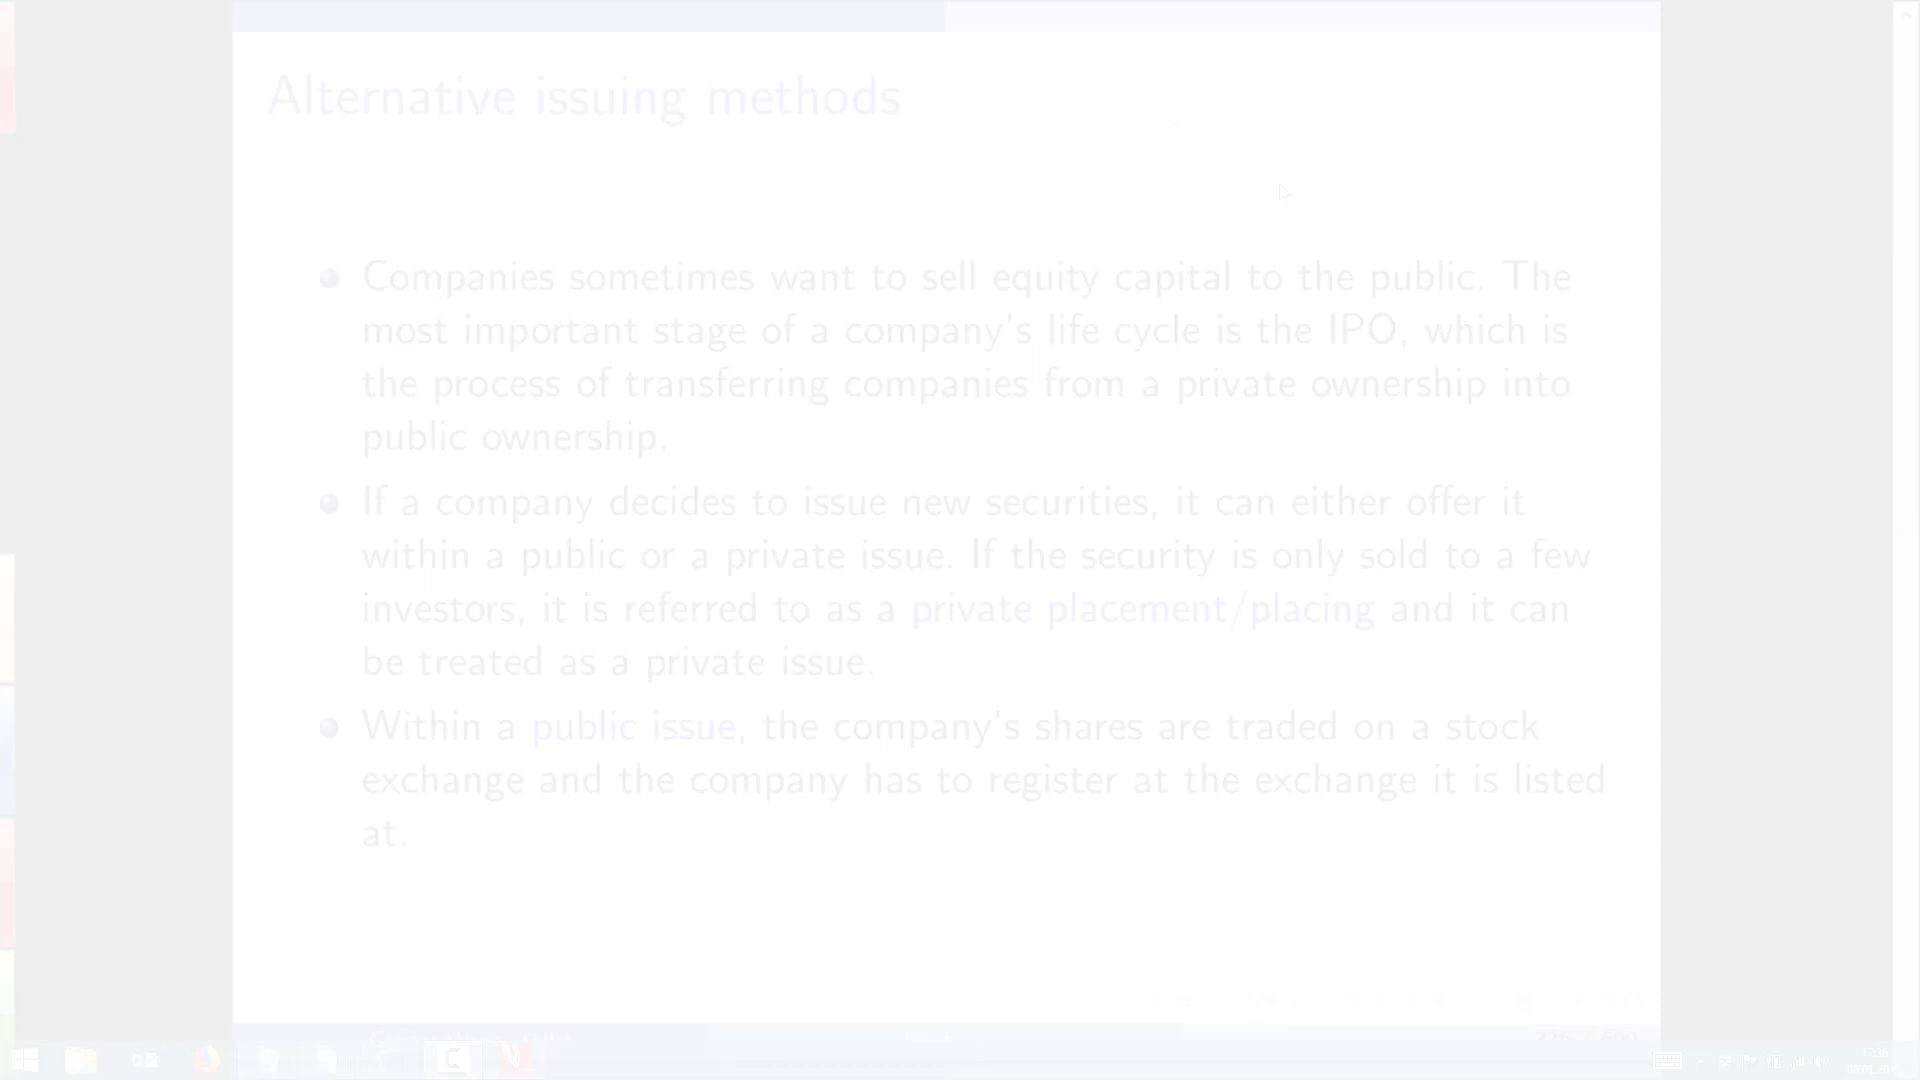 Alternative issuing methods
Companies sometimes want to sell equity capital to the public. The
most important stage of a company's life cycle is the IPO, which is
the process of transferring companies from a private ownership into
public ownership.
If a company decides to issue new securities, it can either offer it
within a public or a private issue. If the security is only sold to a few
investors, it is referred to as a private placement/placing and it can
be treated as a private issue.
Within a public issue, the company's shares are traded on a stock
exchange and the company has to register at the exchange it is listed
at.